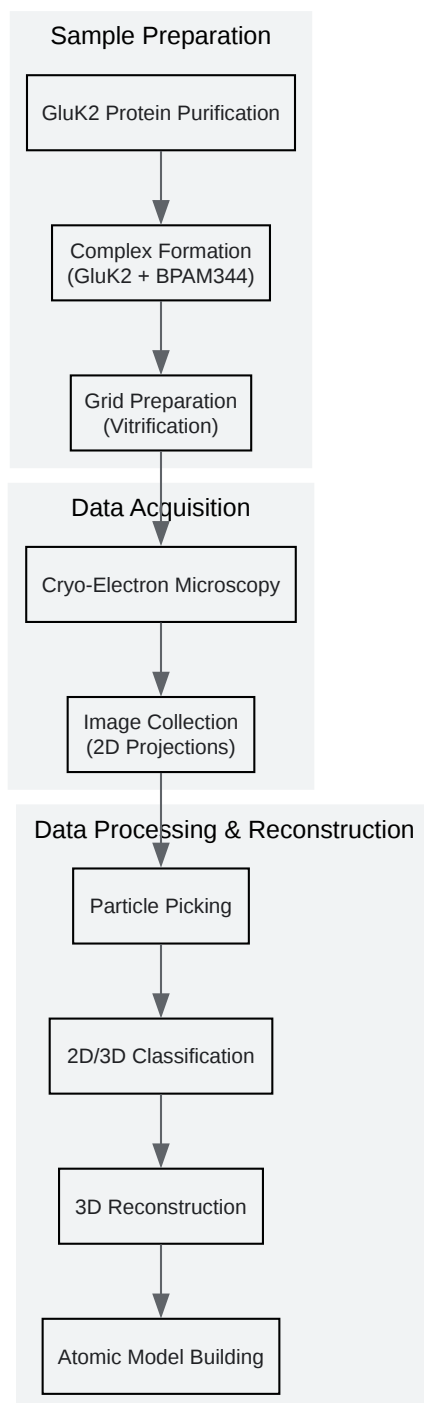 Sample Preparation
GluK2 Protein Purification
Complex Formation
(GluK2 + BPAM344)
Grid Preparation
(Vitrification)
Data Acquisition
Cryo-Electron Microscopy
Image Collection
(2D Projections)
Data Processing & Reconstruction
Particle Picking
2D/3D Classification
3D Reconstruction
Atomic Model Building